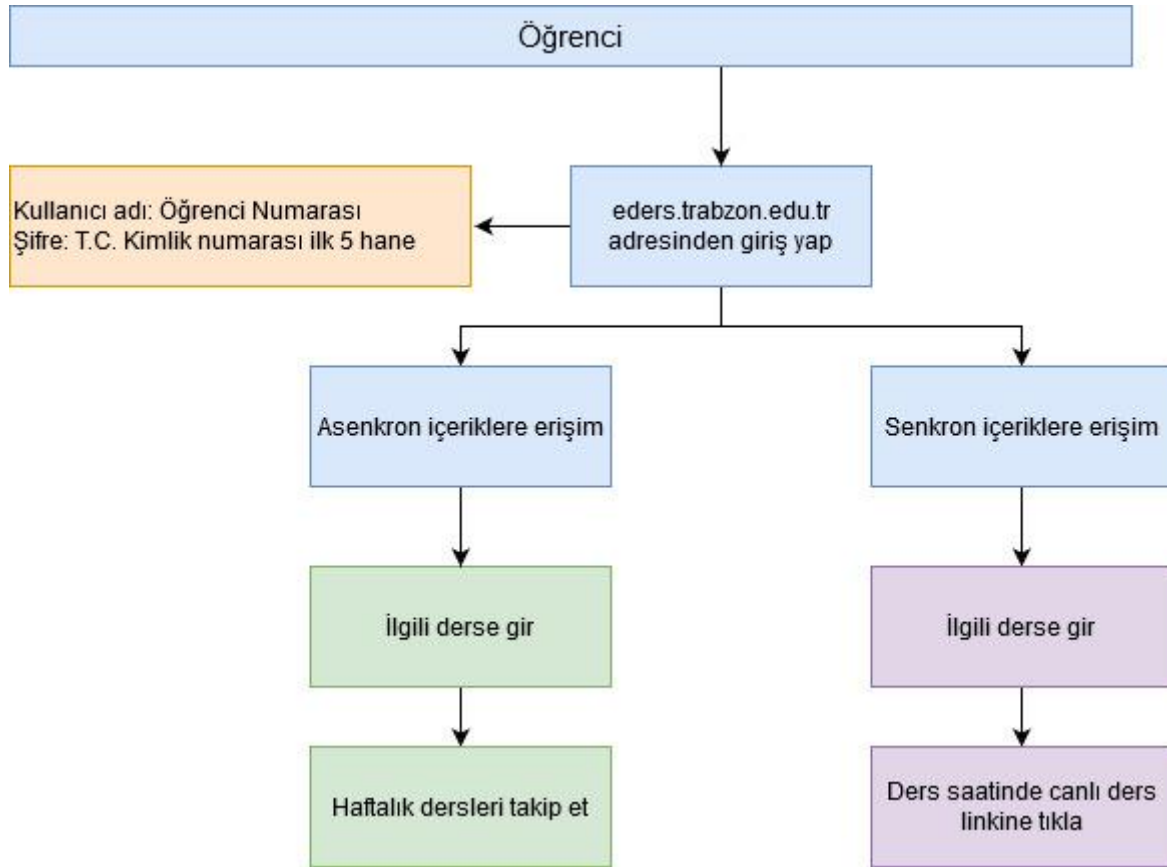 Öğrenci
Kullanıcı adı: Öğrenci Numarası
Şifre: T.C. Kimlik numarası ilk 5 hane
eders.trabzon.edu.tr
adresinden giriş yap
Asenkron içeriklere erişim
Senkron içeriklere erişim
İlgili derse gir
İlgili derse gir
Haftalık dersleri takip et
Ders saatinde canlı ders
linkine tıkla